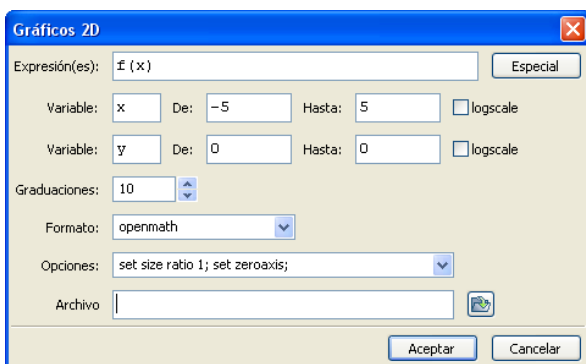 Gráficos 2D
Expresión(es): f(x) Especial
Variable: x De: -5 Hasta: 5 logscale
Variable: y De: 0 Hasta: 0 logscale
Graduaciones: 10
Formato: openmath
Opciones: set size ratio 1; set zeroaxis;
Archivo
Aceptar Cancelar